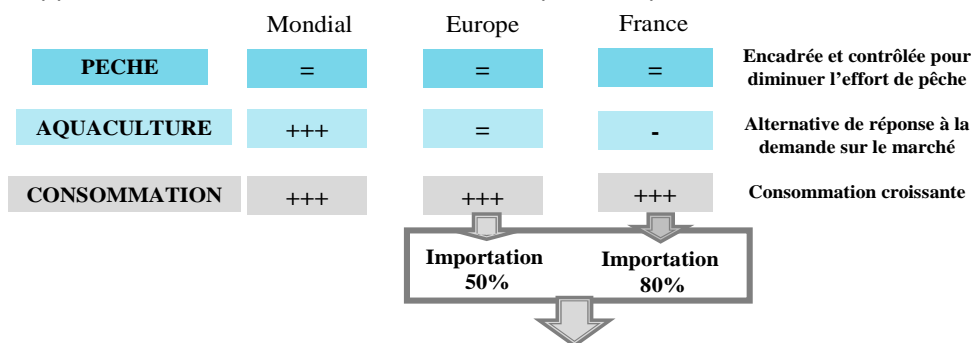 Mondial Europe France
PECHE = = = Encadrée et contrôlée pour
diminuer l'effort de pêche
AQUACULTURE +++ = - Alternative de réponse à la
demande sur le marché
CONSOMMATION +++ +++ +++ Consommation croissante
Importation Importation
50% 80%